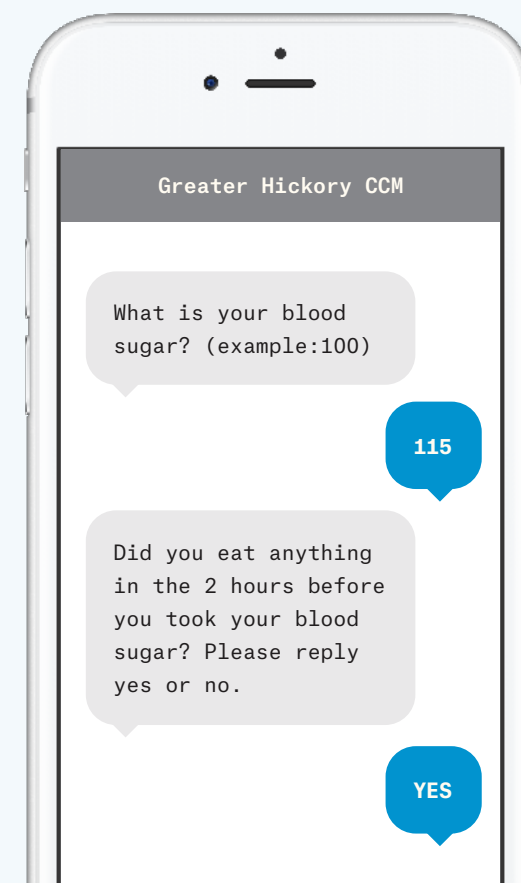 Greater Hickory CCM
What is your blood
sugar? (example:100)
115
Did you eat anything
in the 2 hours before
you took your blood
sugar? Please reply
yes or no.
YES